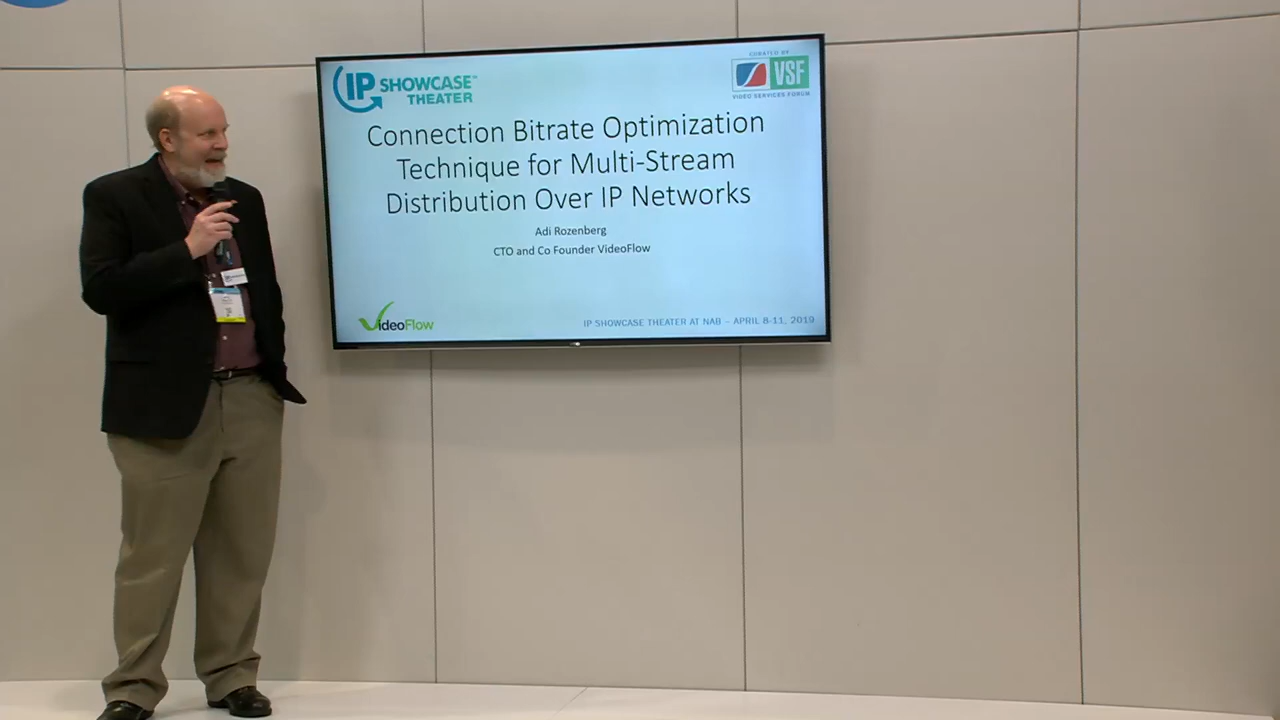 IP SHOWCASE THEATER
CURATED BY
VSF
VIDEO SERVICES FORUM
Connection Bitrate Optimization
Technique for Multi-Stream
Distribution Over IP Networks
Adi Rozenberg
CTO and Co Founder VideoFlow
VideoFlow
IP SHOWCASE THEATER AT NAB – APRIL 8-11, 2019